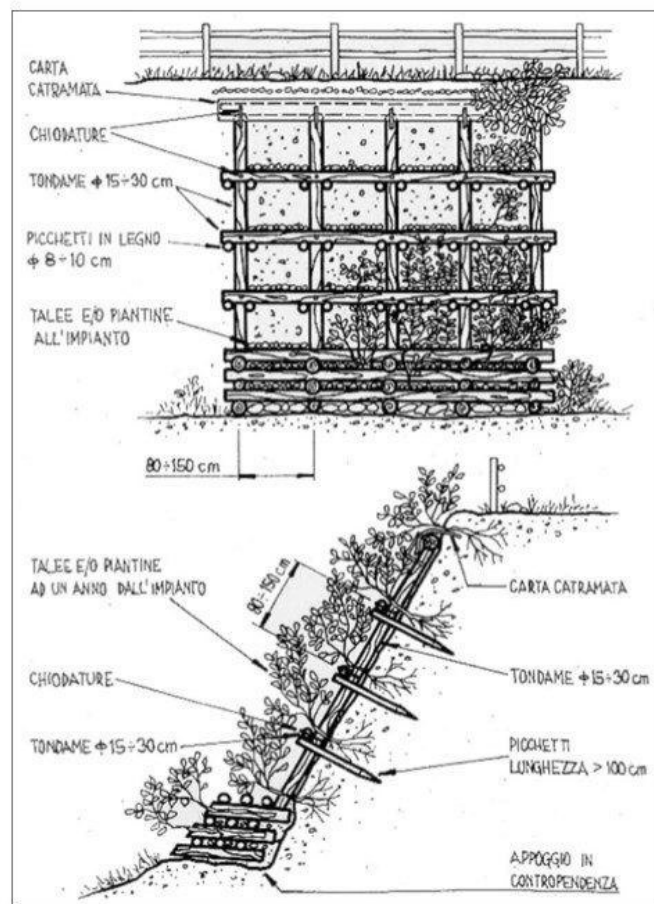 CARTA
CATRAMATA
CHIODATURE
TONDAME ϕ 15÷30 cm
PICCHETTI IN LEGNO
ϕ 8÷10 cm
TALEE E/O PIANTINE
ALL'IMPIANTO
80÷150 cm
TALEE E/O PIANTINE
AD UN ANNO DALL'IMPIANTO
80÷150 cm
CARTA CATRAMATA
CHIODATURE
TONDAME ϕ 15÷30 cm
TONDAME ϕ 15÷30 cm
PICCHETTI
LUNGHEZZA > 100 cm
APPOGGIO IN
CONTROPENDENZA